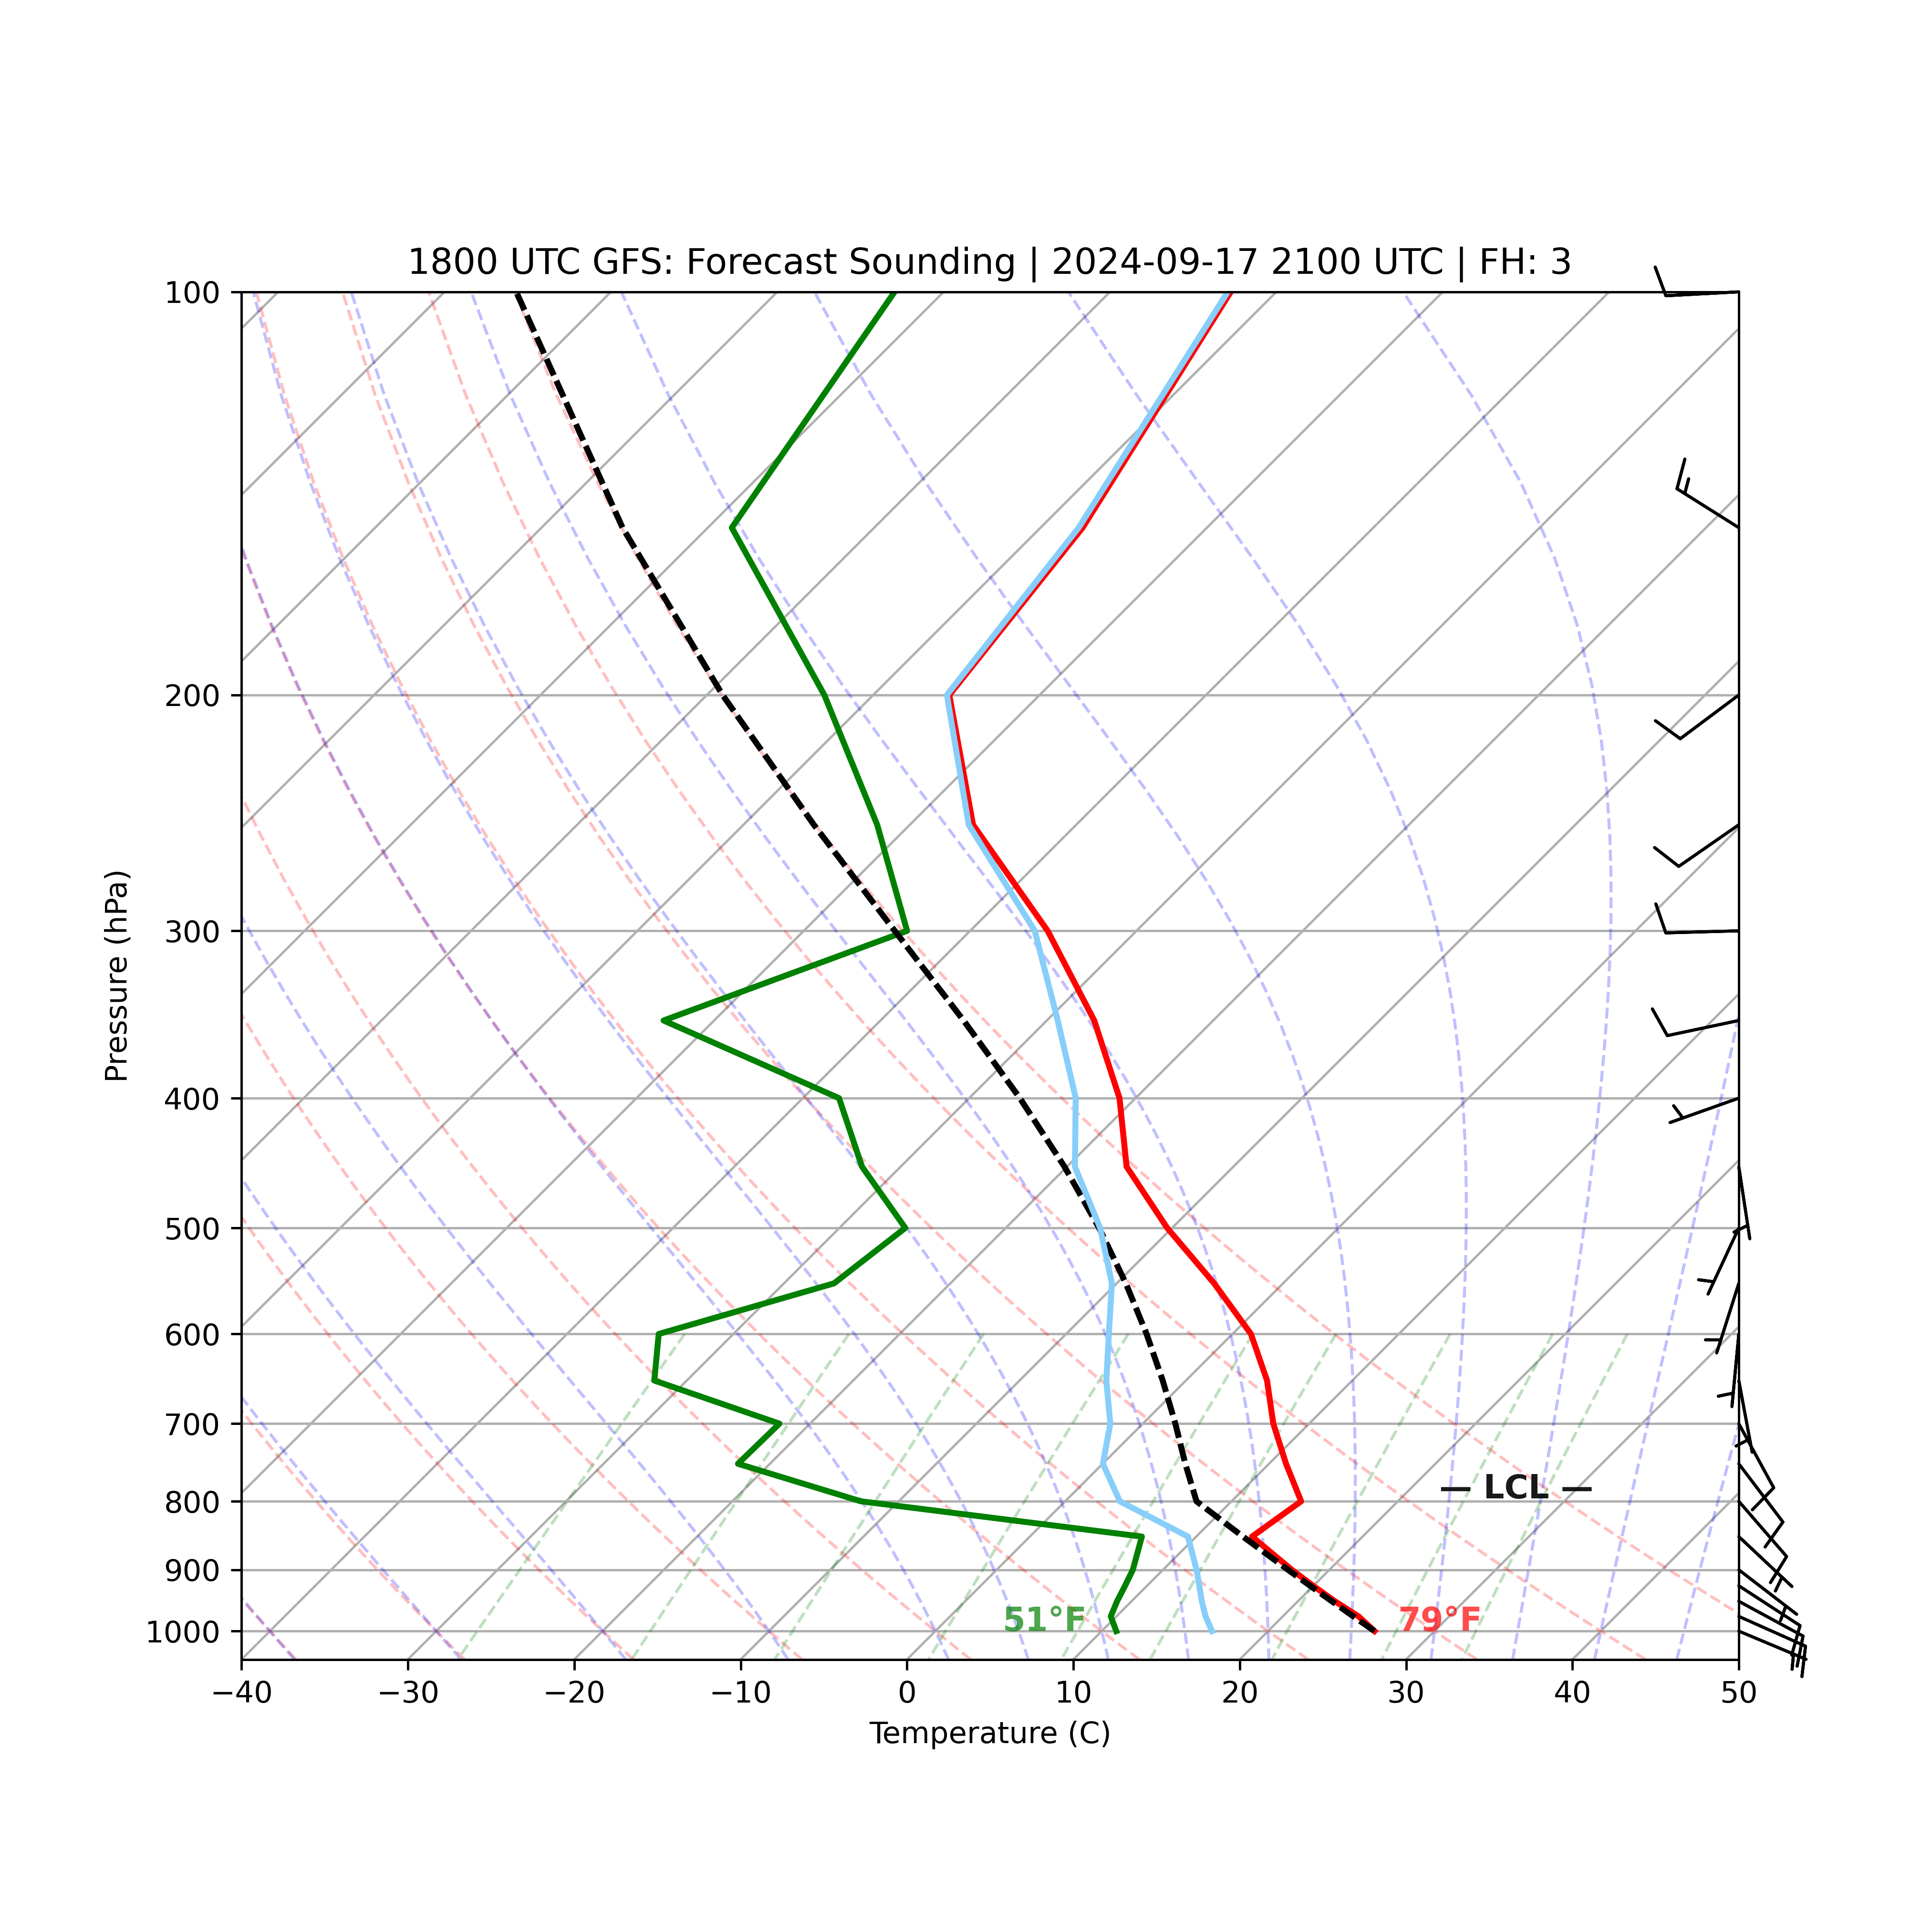 1800 UTC GFS: Forecast Sounding | 2024-09-17 2100 UTC | FH: 3
100
200
300
400
500
600
700
800
900
1000
Pressure (hPa)
— LCL —
51°F
79°F
−40 −30 −20 −10 0 10 20 30 40 50
Temperature (C)